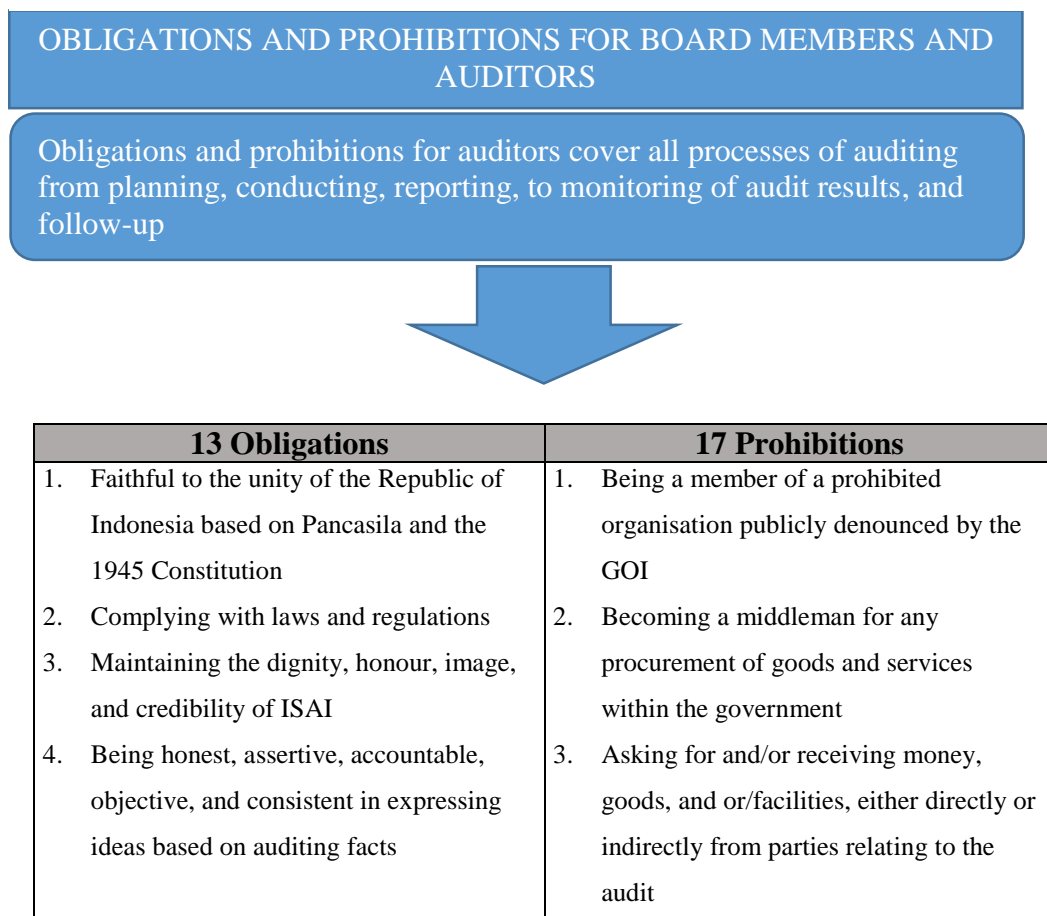 OBLIGATIONS AND PROHIBITIONS FOR BOARD MEMBERS AND
AUDITORS
Obligations and prohibitions for auditors cover all processes of auditing
from planning, conducting, reporting, to monitoring of audit results, and
follow-up
13 Obligations
1. Faithful to the unity of the Republic of
Indonesia based on Pancasila and the
1945 Constitution
2. Complying with laws and regulations
3. Maintaining the dignity, honour, image,
and credibility of ISAI
4. Being honest, assertive, accountable,
objective, and consistent in expressing
ideas based on auditing facts
17 Prohibitions
1. Being a member of a prohibited
organisation publicly denounced by the
GOI
2. Becoming a middleman for any
procurement of goods and services
within the government
3. Asking for and/or receiving money,
goods, and or/facilities, either directly or
indirectly from parties relating to the
audit